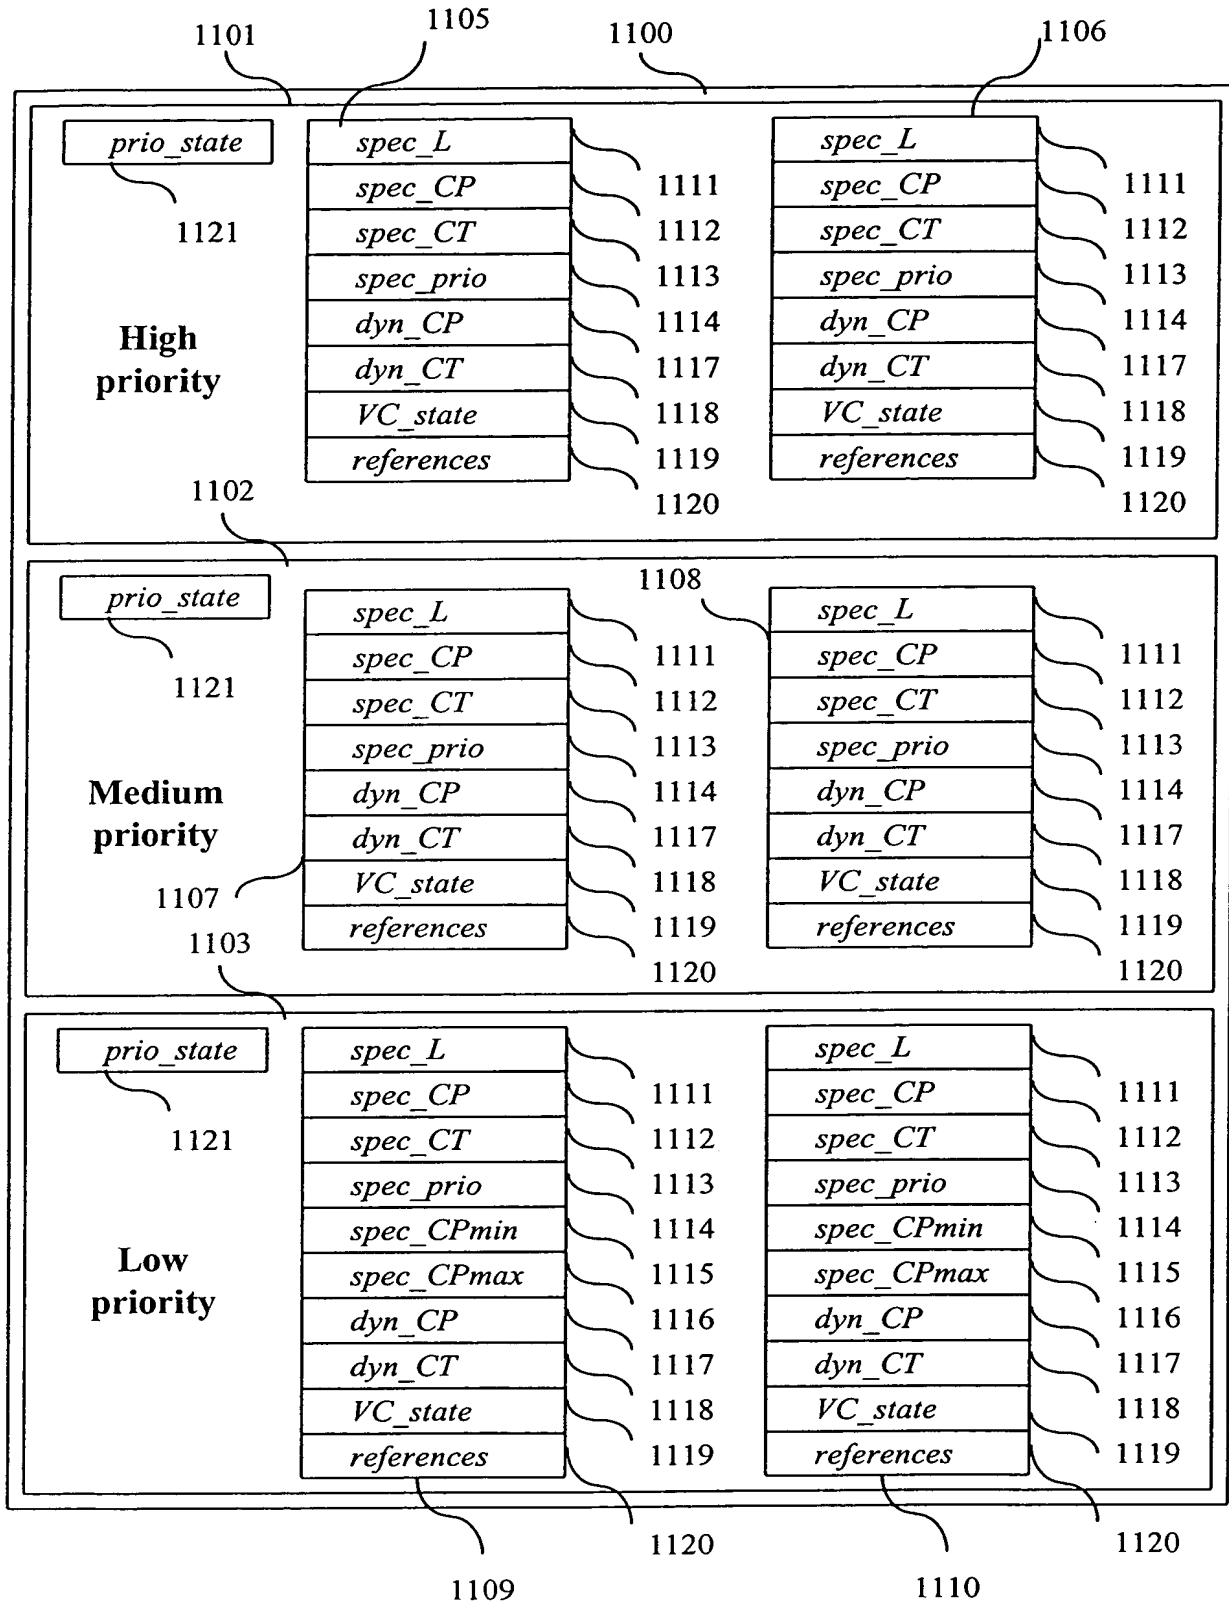 1105
1101
1100
1106
prio_state
spec_L
spec_L
1111
1111
spec_CP
spec_CP
1121
1112
1112
spec_CT
spec_CT
1113
1113
spec_prio
spec_prio
1114
1114
dyn_CP
dyn_CP
High
priority
1117
1117
dyn_CT
dyn_CT
1118
1118
VC_state
VC_state
1119
1119
references
references
1102
1120
1120
prio_state
1108
spec_L
spec_L
1111
1111
spec_CP
spec_CP
1121
1112
1112
spec_CT
spec_CT
1113
1113
spec_prio
spec_prio
Medium
priority
1114
1114
dyn_CP
dyn_CP
1117
1117
dyn_CT
dyn_CT
1107
1118
1118
VC_state
VC_state
1119
1119
references
references
1103
1120
1120
prio_state
spec_L
spec_L
1111
1111
spec_CP
spec_CP
1121
1112
1112
spec_CT
spec_CT
1113
1113
spec_prio
spec_prio
1114
1114
spec_CPmin
spec_CPmin
Low
priority
1115
1115
spec_CPmax
spec_CPmax
1116
1116
dyn_CP
dyn_CP
1117
1117
dyn_CT
dyn_CT
1118
1118
VC_state
VC_state
1119
1119
references
references
1120
1120
1109
1110